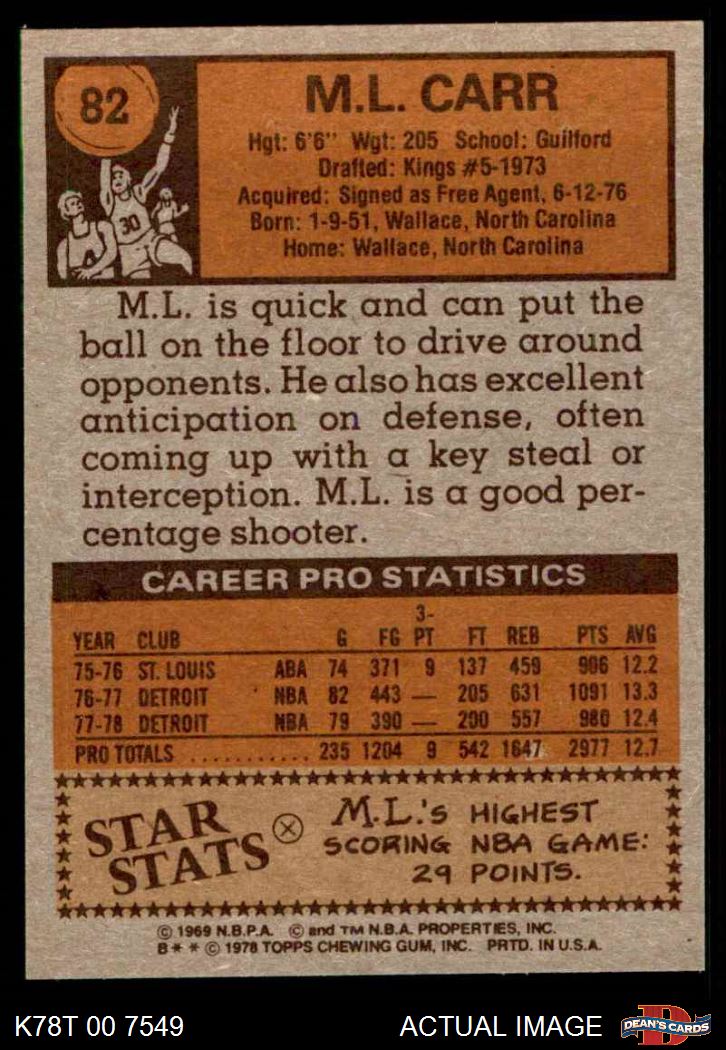 82
M.L. CARR
Hgt: 6'6" Wgt: 205 School: Guilford
Drafted: Kings #5-1973
Acquired: Signed as Free Agent, 6-12-76
Born: 1-9-51, Wallace, North Carolina
Home: Wallace, North Carolina
30
4
M.L. is quick and can put the
ball on the floor to drive around
opponents. He also has excellent
anticipation on defense, often
coming up with a key steal or
interception. M.L. is a good per-
centage shooter.
CAREER PRO STATISTICS
YEAR CLUB G FG 3-PT FT REB PTS AVG
75-76 ST. LOUIS ABA 74 371 9 137 459 906 12.2
76-77 DETROIT NBA 82 443 — 205 631 1091 13.3
77-78 DETROIT NBA 79 390 — 200 557 980 12.4
PRO TOTALS ........... 235 1204 9 542 1647 2977 12.7
STAR
STATS
M.L.'S HIGHEST
SCORING NBA GAME:
29 POINTS.
© 1969 N.B.P.A. © and TM N.B.A. PROPERTIES, INC.
B * * © 1978 TOPPS CHEWING GUM, INC. PRTD. IN U.S.A.
K78T 00 7549 ACTUAL IMAGE
D
DEAN'S CARDS